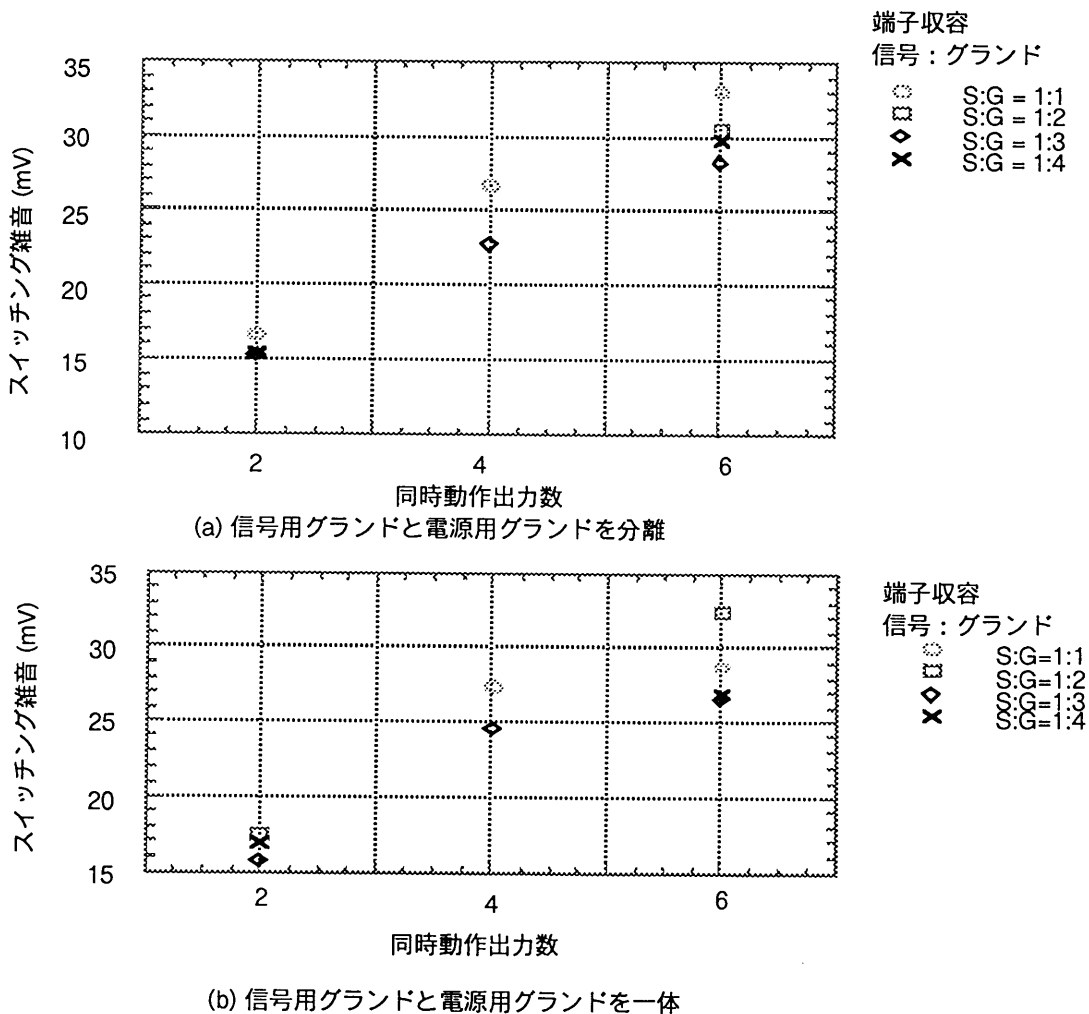 端子収容
信号：グランド
S:G = 1:1
S:G = 1:2
S:G = 1:3
S:G = 1:4
35
30
25
20
15
10
スイッチング雑音 (mV)
2
4
6
同時動作出力数
(a) 信号用グランドと電源用グランドを分離
端子収容
信号：グランド
S:G=1:1
S:G=1:2
S:G=1:3
S:G=1:4
35
30
25
20
15
スイッチング雑音 (mV)
2
4
6
同時動作出力数
(b) 信号用グランドと電源用グランドを一体